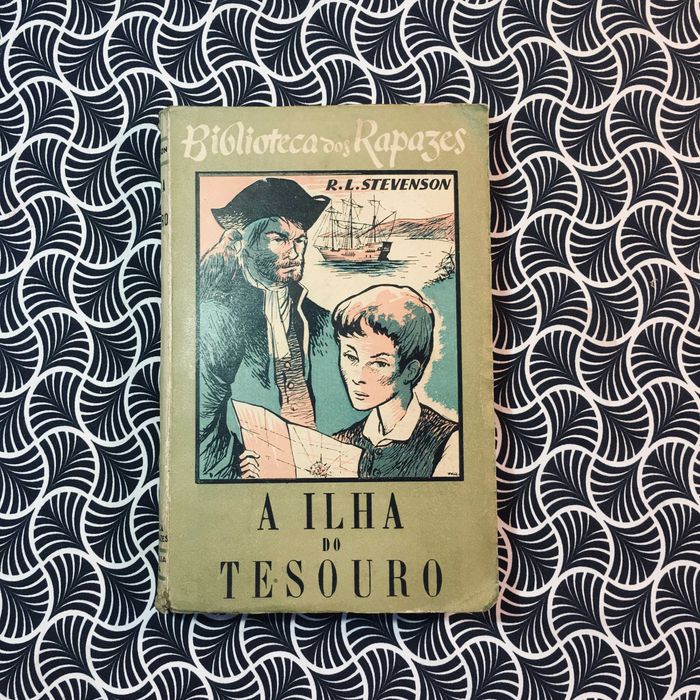 Biblioteca dos Rapazes
R.L. STEVENSON
A ILHA
DO
TESOURO